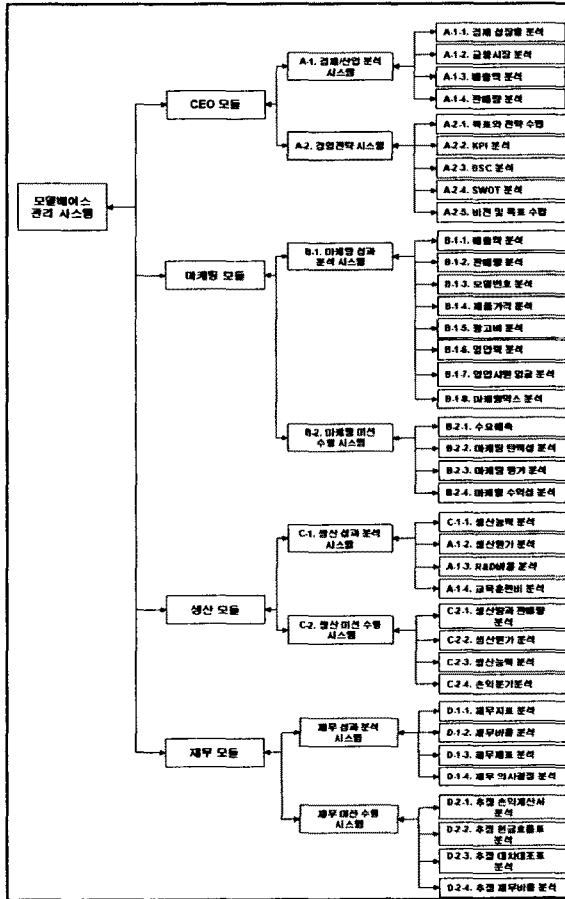 모델베이스
관리 시스템
CEO 모듈
A-1. 경제/산업 분석
시스템
A-1-1. 경제 성장률 분석
A-1-2. 금융시장 분석
A-1-3. 매출액 분석
A-1-4. 판매량 분석
A-2. 경영전략 시스템
A-2-1. 목표와 전략 수립
A-2-2. KPI 분석
A-2-3. BSC 분석
A-2-4. SWOT 분석
A-2-5. 비전 및 목표 수립
마케팅 모듈
B-1. 마케팅 성과
분석 시스템
B-1-1. 매출액 분석
B-1-2. 판매량 분석
B-1-3. 모델번호 분석
B-1-4. 제품가격 분석
B-1-5. 광고비 분석
B-1-6. 영업력 분석
B-1-7. 영업사원 임금 분석
B-1-8. 마케팅믹스 분석
B-2. 마케팅 미션
수행 시스템
B-2-1. 수요예측
B-2-2. 마케팅 탄력성 분석
B-2-3. 마케팅 원가 분석
B-2-4. 마케팅 수익성 분석
생산 모듈
C-1. 생산 성과 분석
시스템
C-1-1. 생산능력 분석
A-1-2. 생산원가 분석
A-1-3. R&D비율 분석
A-1-4. 교육훈련비 분석
C-2. 생산 미션 수행
시스템
C-2-1. 생산량과 판매량
분석
C-2-2. 생산원가 분석
C-2-3. 생산능력 분석
C-2-4. 손익분기분석
재무 모듈
재무 성과 분석
시스템
D-1-1. 재무지표 분석
D-1-2. 재무비율 분석
D-1-3. 재무제표 분석
D-1-4. 재무 의사결정 분석
재무 미션 수행
시스템
D-2-1. 추정 손익계산서
분석
D-2-2. 추정 현금흐름표
분석
D-2-3. 추정 대차대조표
분석
D-2-4. 추정 재무비율 분석